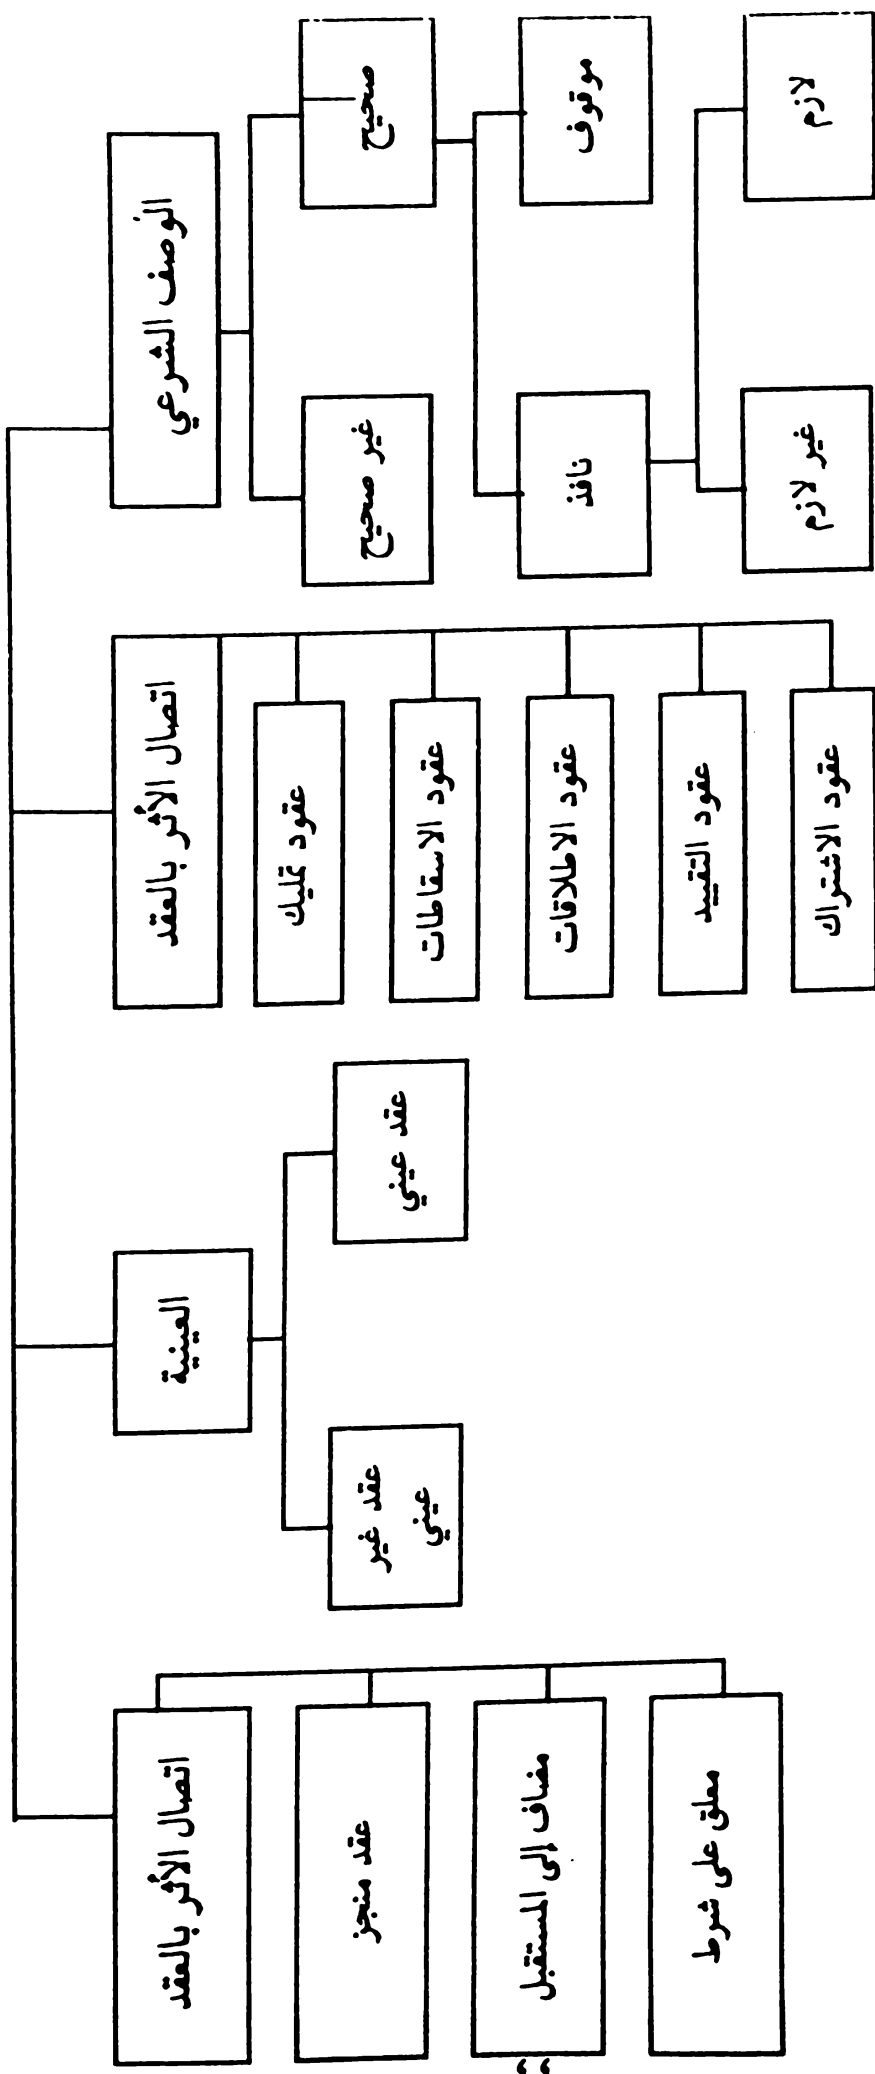 الوصف الشرعي
صحيح
غير صحيح
موقوف
نافذ
لازم
غير لازم
اتصال الأثر بالعقد
عقود تمليك
عقود الاسقاطات
عقود الاطلاقات
عقود التقييد
عقود الاشتراك
العينية
عقد عيني
عقد غير
عيني
اتصال الأثر بالعقد
عقد منجز
مضاف إلى المستقبل
معلق على شرط